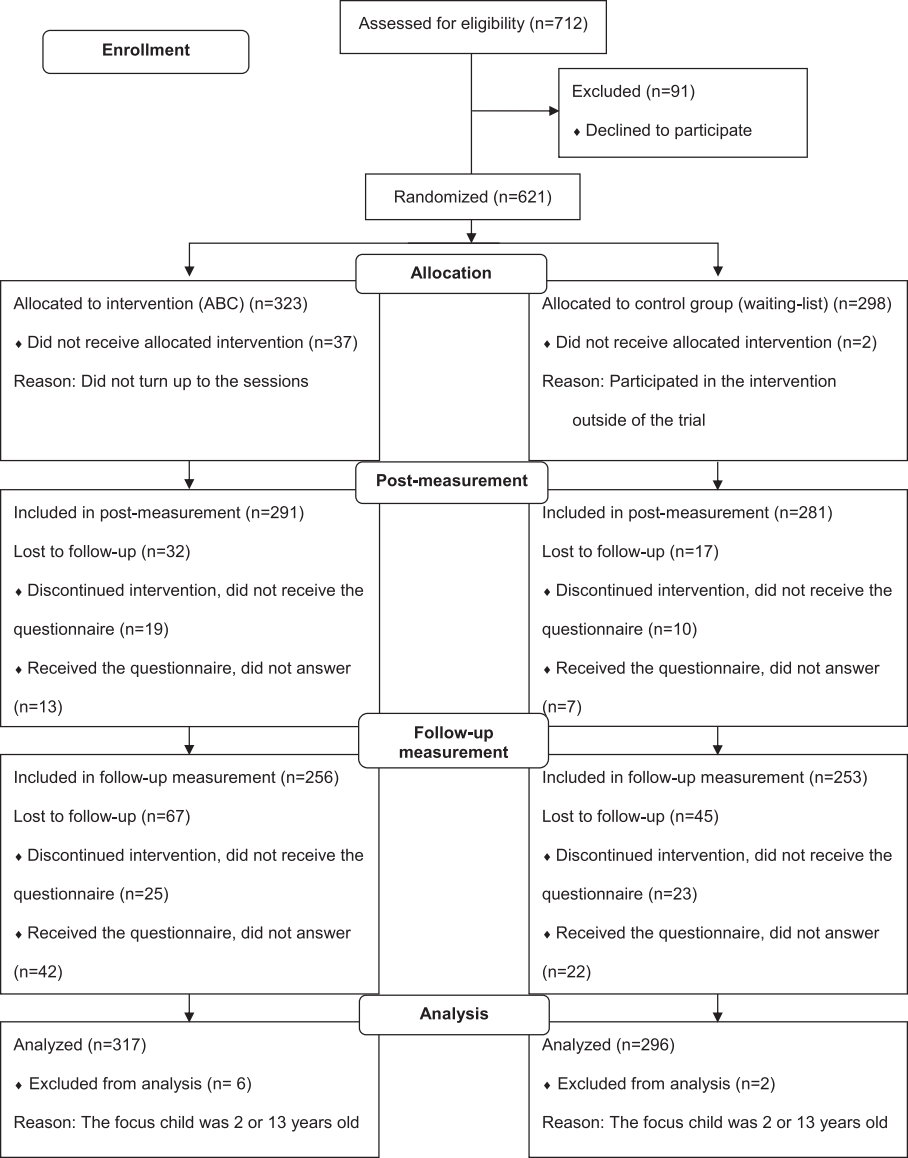 Assessed for eligibility (n=712)
Enrollment
Excluded (n=91)
♦ Declined to participate
Randomized (n=621)
Allocation
Allocated to intervention (ABC) (n=323)
♦ Did not receive allocated intervention (n=37)
Reason: Did not turn up to the sessions
Allocated to control group (waiting-list) (n=298)
♦ Did not receive allocated intervention (n=2)
Reason: Participated in the intervention
outside of the trial
Post-measurement
Included in post-measurement (n=291)
Lost to follow-up (n=32)
♦ Discontinued intervention, did not receive the
questionnaire (n=19)
♦ Received the questionnaire, did not answer
(n=13)
Included in post-measurement (n=281)
Lost to follow-up (n=17)
♦ Discontinued intervention, did not receive the
questionnaire (n=10)
♦ Received the questionnaire, did not answer
(n=7)
Follow-up
measurement
Included in follow-up measurement (n=256)
Lost to follow-up (n=67)
♦ Discontinued intervention, did not receive the
questionnaire (n=25)
♦ Received the questionnaire, did not answer
(n=42)
Included in follow-up measurement (n=253)
Lost to follow-up (n=45)
♦ Discontinued intervention, did not receive the
questionnaire (n=23)
♦ Received the questionnaire, did not answer
(n=22)
Analysis
Analyzed (n=317)
♦ Excluded from analysis (n= 6)
Reason: The focus child was 2 or 13 years old
Analyzed (n=296)
♦ Excluded from analysis (n=2)
Reason: The focus child was 2 or 13 years old